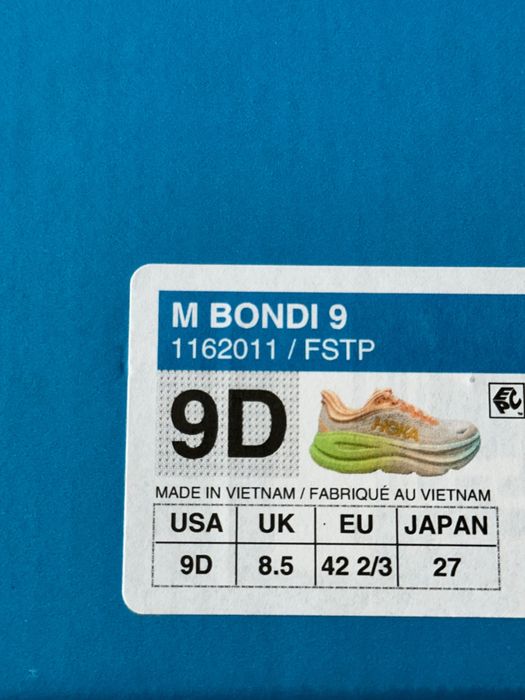 M BONDI 9
1162011 / FSTP
9D
HOKA
MADE IN VIETNAM / FABRIQUÉ AU VIETNAM
USA UK EU JAPAN
9D 8.5 42 2/3 27